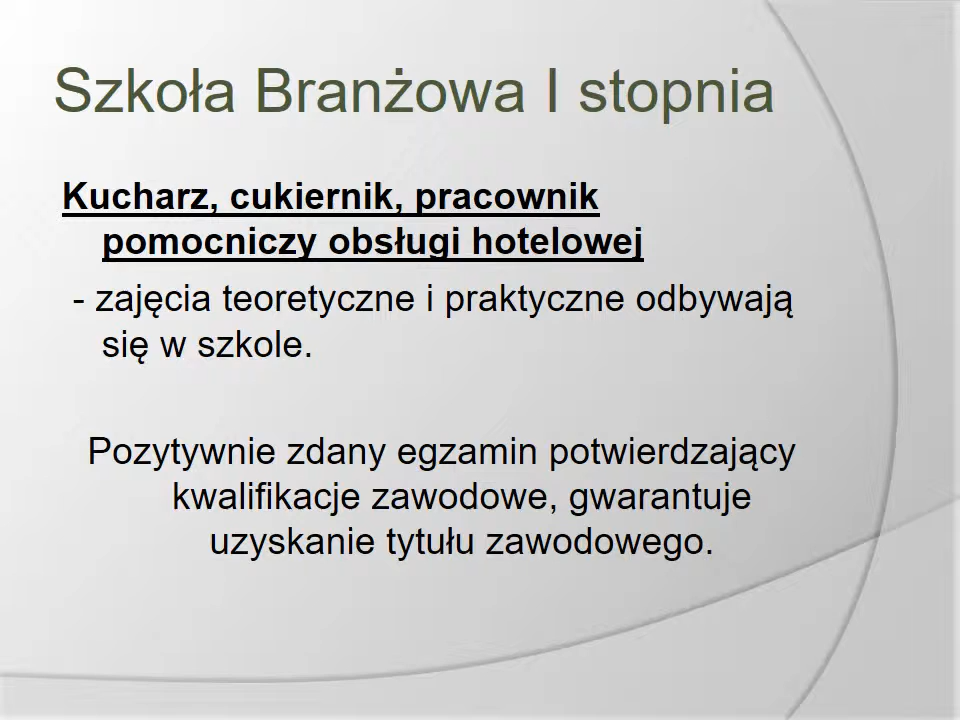 Szkoła Branżowa I stopnia
Kucharz, cukiernik, pracownik
pomocniczy obsługi hotelowej
- zajęcia teoretyczne i praktyczne odbywają
się w szkole.
Pozytywnie zdany egzamin potwierdzający
kwalifikacje zawodowe, gwarantuje
uzyskanie tytułu zawodowego.